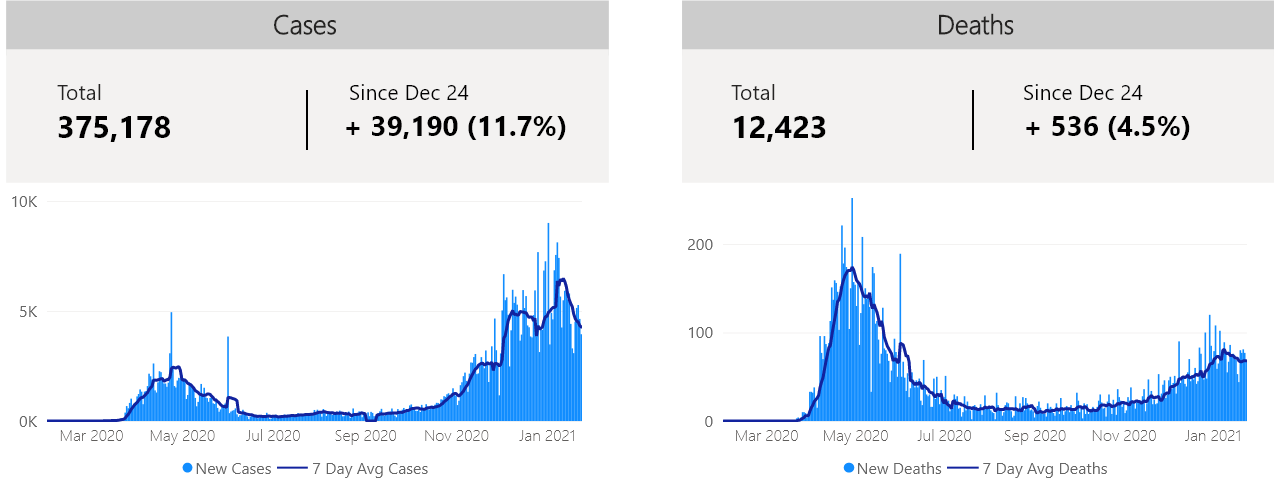 Cases
Total
375,178
Since Dec 24
+ 39,190 (11.7%)
10K
5K
0K
Mar 2020 May 2020 Jul 2020 Sep 2020 Nov 2020 Jan 2021
New Cases 7 Day Avg Cases
Deaths
Total
12,423
Since Dec 24
+ 536 (4.5%)
200
100
0
Mar 2020 May 2020 Jul 2020 Sep 2020 Nov 2020 Jan 2021
New Deaths 7 Day Avg Deaths